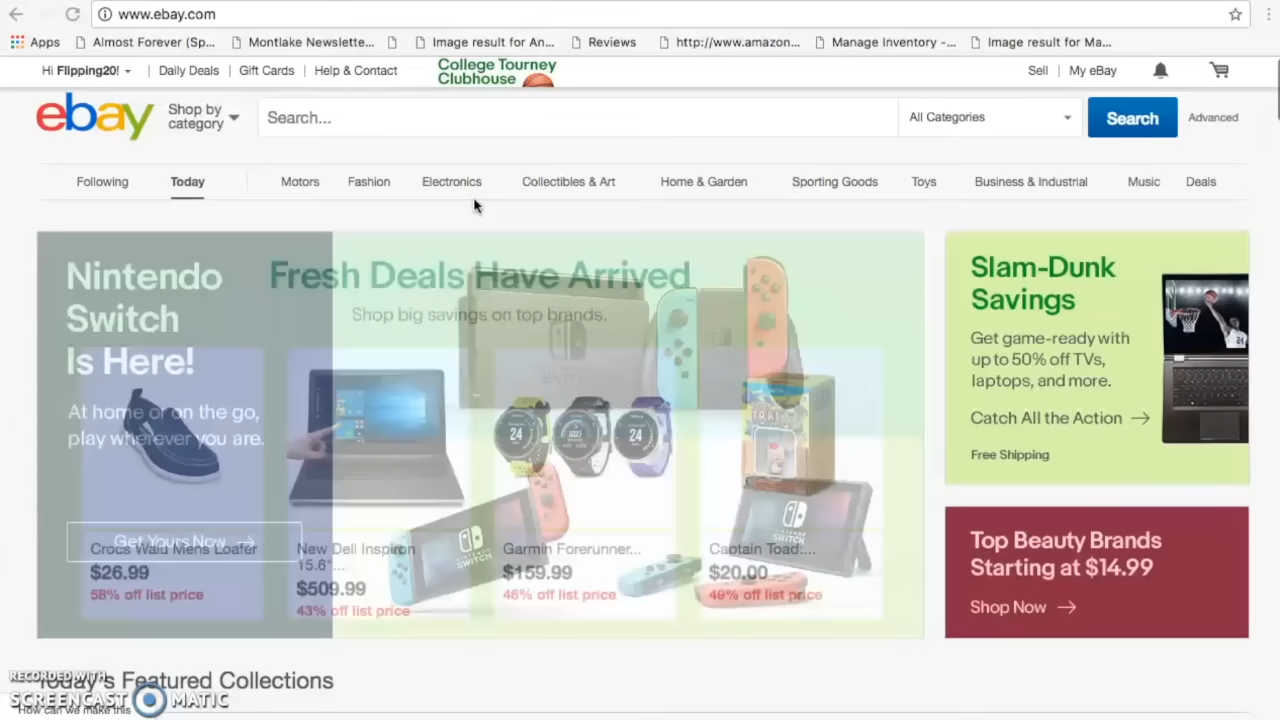 www.ebay.com
Apps Almost Forever (Sp... Montlake Newslette... Image result for An... Reviews http://www.amazon... Manage Inventory -... Image result for Ma...
Hi Flipping20! Daily Deals Gift Cards Help & Contact College Tourney Clubhouse Sell My eBay
ebay Shop by category Search... All Categories Search Advanced
Following Today Motors Fashion Electronics Collectibles & Art Home & Garden Sporting Goods Toys Business & Industrial Music Deals
Nintendo
Switch
Is Here!
At home or on the go,
play wherever you are.
Get Yours Now
Fresh Deals Have Arrived
Shop big savings on top brands.
Crocs Walu Mens Loafer
$26.99
58% off list price
New Dell Inspiron
15.6"...
$509.99
43% off list price
Garmin Forerunner...
$159.99
46% off list price
Captain Toad:...
$20.00
49% off list price
Slam-Dunk
Savings
Get game-ready with
up to 50% off TVs,
laptops, and more.
Catch All the Action
Free Shipping
Top Beauty Brands
Starting at $14.99
Shop Now
Today's Featured Collections
RECORDED WITH
SCREENCAST MATIC
How can we make this